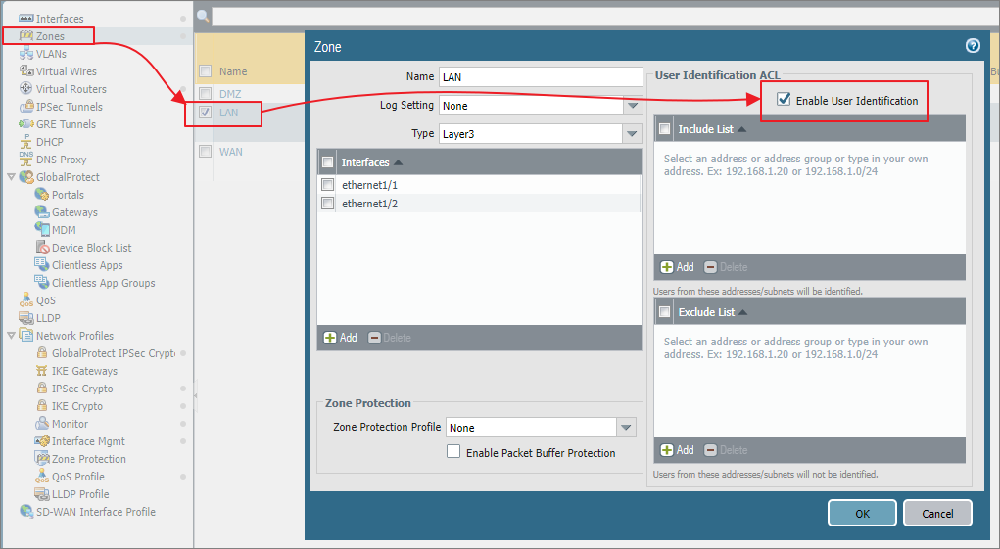 Interfaces
Zones
VLANs
Virtual Wires
Virtual Routers
IPSec Tunnels
GRE Tunnels
DHCP
DNS Proxy
GlobalProtect
Portals
Gateways
MDM
Device Block List
Clientless Apps
Clientless App Groups
QoS
LLDP
Network Profiles
GlobalProtect IPSec Crypto
IKE Gateways
IPSec Crypto
IKE Crypto
Monitor
Interface Mgmt
Zone Protection
QoS Profile
LLDP Profile
SD-WAN Interface Profile
Name
DMZ
LAN
WAN
Zone
Name LAN
Log Setting None
Type Layer3
Interfaces
ethernet1/1
ethernet1/2
Add Delete
Zone Protection
Zone Protection Profile None
Enable Packet Buffer Protection
User Identification ACL
Enable User Identification
Include List
Select an address or address group or type in your own
address. Ex: 192.168.1.20 or 192.168.1.0/24
Add Delete
Users from these addresses/subnets will be identified.
Exclude List
Select an address or address group or type in your own
address. Ex: 192.168.1.20 or 192.168.1.0/24
Add Delete
Users from these addresses/subnets will not be identified.
OK Cancel